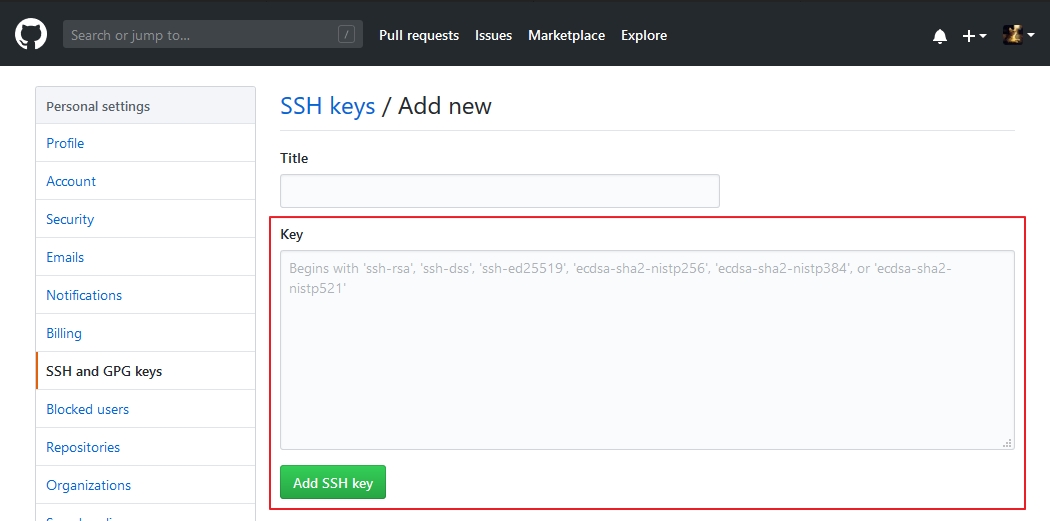 Search or jump to... / Pull requests Issues Marketplace Explore
Personal settings
Profile
Account
Security
Emails
Notifications
Billing
SSH and GPG keys
Blocked users
Repositories
Organizations
SSH keys / Add new
Title
Key
Begins with 'ssh-rsa', 'ssh-dss', 'ssh-ed25519', 'ecdsa-sha2-nistp256', 'ecdsa-sha2-nistp384', or 'ecdsa-sha2-
nistp521'
Add SSH key